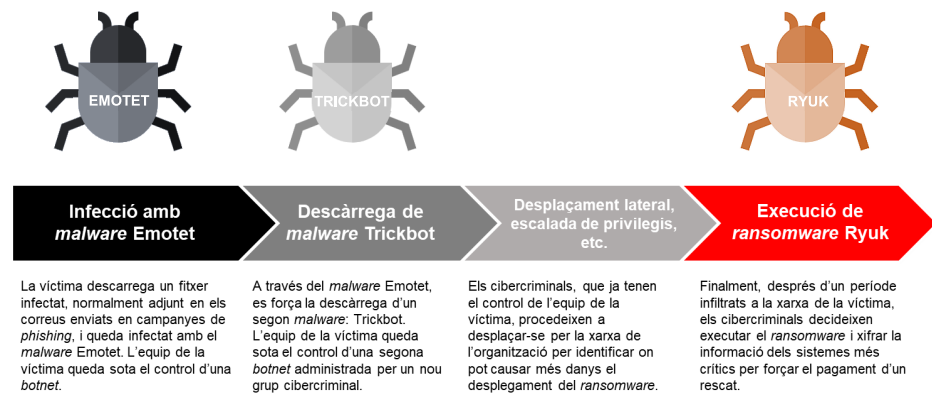 EMOTET
TRICKBOT
RYUK
Infecció amb
malware Emotet
Descàrrega de
malware Trickbot
Desplaçament lateral,
escalada de privilegis,
etc.
Execució de
ransomware Ryuk
La víctima descarrega un fitxer
infectat, normalment adjunt en els
correus enviats en campanyes de
phishing, i queda infectat amb el
malware Emotet. L'equip de la
víctima queda sota el control d'una
botnet.
A través del malware Emotet,
es força la descàrrega d'un
segon malware: Trickbot.
L'equip de la víctima queda
sota el control d'una segona
botnet administrada per un nou
grup cibercriminal.
Els cibercriminals, que ja tenen
el control de l'equip de la
víctima, procedeixen a
desplaçar-se per la xarxa de
l'organització per identificar on
pot causar més danys el
desplegament del ransomware.
Finalment, després d'un període
infiltrats a la xarxa de la víctima,
els cibercriminals decideixen
executar el ransomware i xifrar la
informació dels sistemes més
crítics per forçar el pagament d'un
rescat.